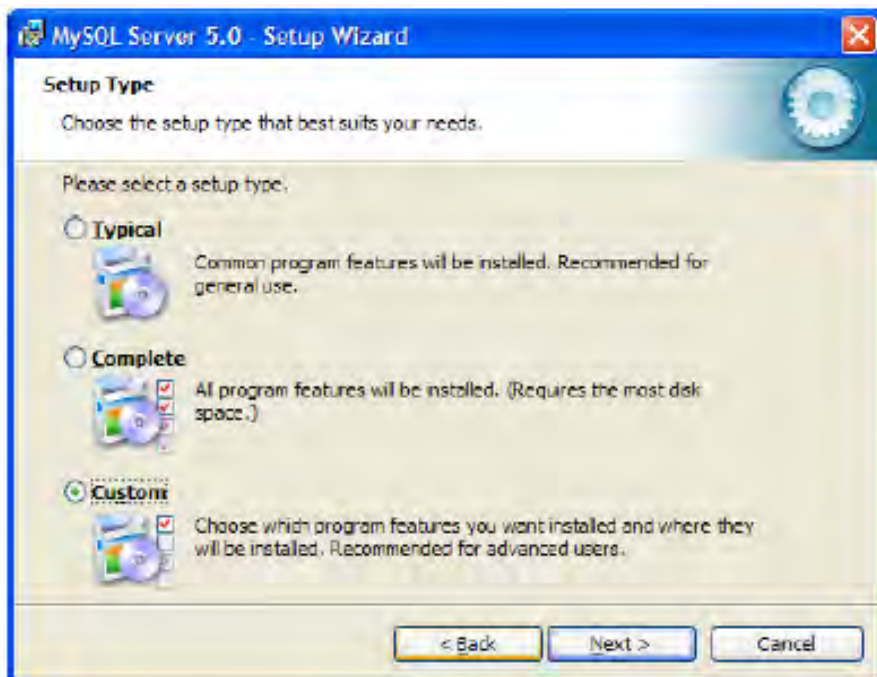 MySQL Server 5.0 - Setup Wizard
Setup Type
Choose the setup type that best suits your needs.
Please select a setup type.
Typical
Common program features will be installed. Recommended for
general use.
Complete
All program features will be installed. (Requires the most disk
space.)
Custom
Choose which program features you want installed and where they
will be installed. Recommended for advanced users.
< Back
Next >
Cancel